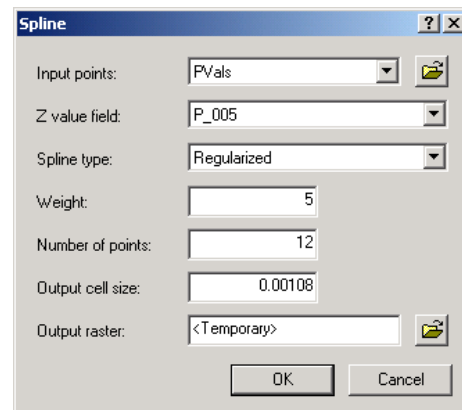 Spline
Input points: PVals
Z value field: P_005
Spline type: Regularized
Weight: 5
Number of points: 12
Output cell size: 0.00108
Output raster: <Temporary>
OK Cancel